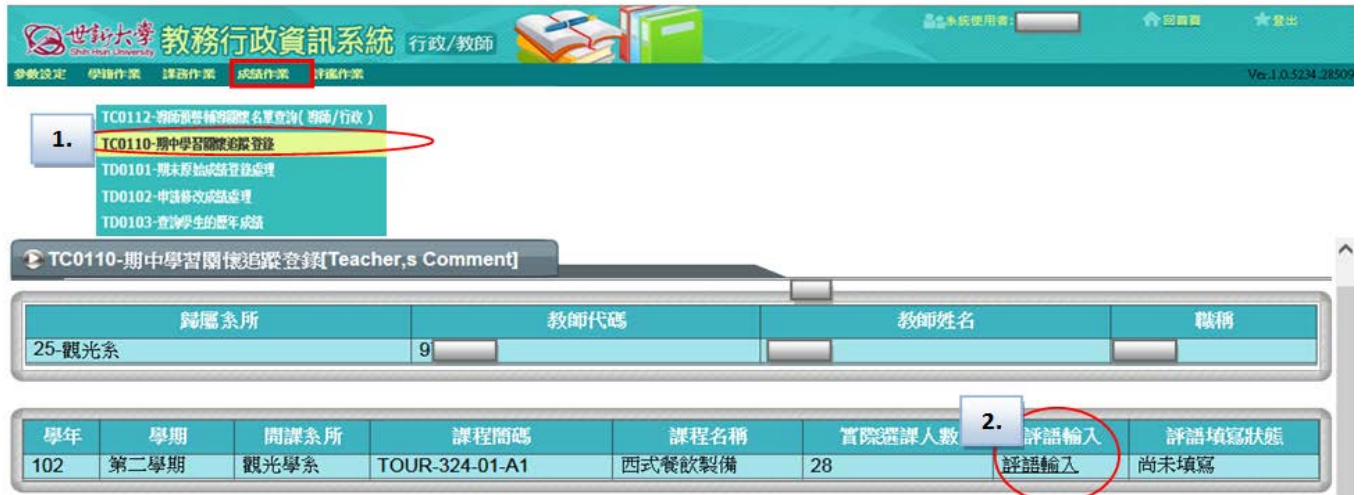 世新大學 Shih Hsin University 教務行政資訊系統 行政/教師 系統使用者: 回首頁 登出
參數設定 學籍作業 課務作業 成績作業 評鑑作業 Ver.1.0.5234.28509
TC0112-導師預警輔導關懷名單查詢(導師/行政)
1. TC0110-期中學習關懷追蹤登錄
TD0101-期末原始成績登錄處理
TD0102-申請修改成績處理
TD0103-查詢學生的歷年成績
TC0110-期中學習關懷追蹤登錄[Teacher,s Comment]
歸屬系所 教師代碼 教師姓名 職稱
25-觀光系 9
學年 學期 開課系所 課程簡碼 課程名稱 實際選課人數 2. 評語輸入 評語填寫狀態
102 第二學期 觀光學系 TOUR-324-01-A1 西式餐飲製備 28 評語輸入 尚未填寫